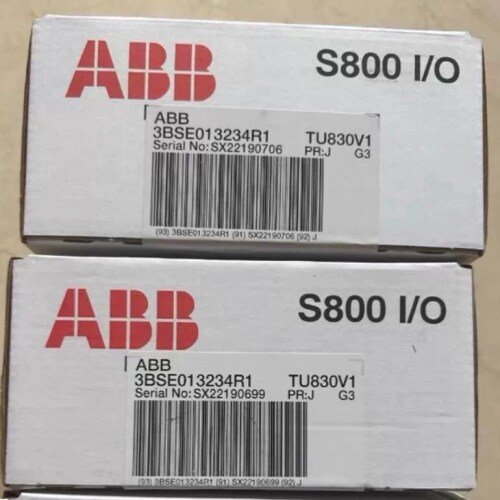 ABB
S800 I/O
ABB
3BSE013234R1 TU830V1
Serial No: SX22190706 PR:J G3
(93) 3BSE013234R1 (91) SX22190706 (92) J
ABB
S800 I/O
ABB
3BSE013234R1 TU830V1
Serial No: SX22190699 PR:J G3
(93) 3BSE013234R1 (91) SX22190699 (92) J